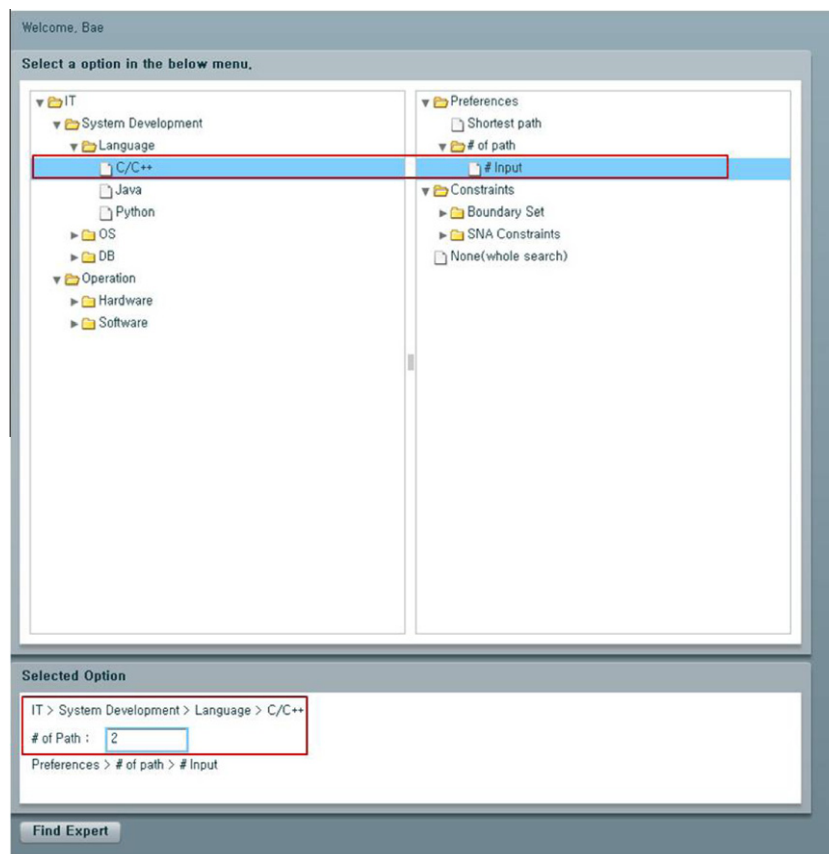 Welcome, Bae
Select a option in the below menu,
IT
System Development
Language
C/C++
Java
Python
OS
DB
Operation
Hardware
Software
Preferences
Shortest path
# of path
# Input
Constraints
Boundary Set
SNA Constraints
None(whole search)
Selected Option
IT > System Development > Language > C/C++
# of Path : 2
Preferences > # of path > # Input
Find Expert